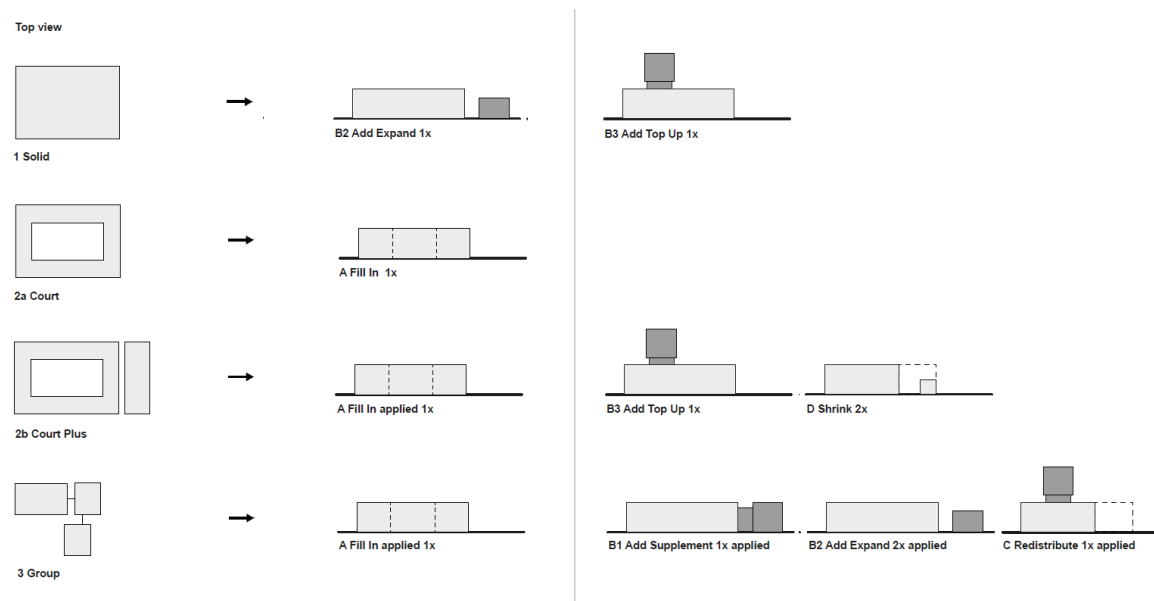 Top view
1 Solid
B2 Add Expand 1x
B3 Add Top Up 1x
2a Court
A Fill In 1x
2b Court Plus
A Fill In applied 1x
B3 Add Top Up 1x
D Shrink 2x
3 Group
A Fill In applied 1x
B1 Add Supplement 1x applied
B2 Add Expand 2x applied
C Redistribute 1x applied